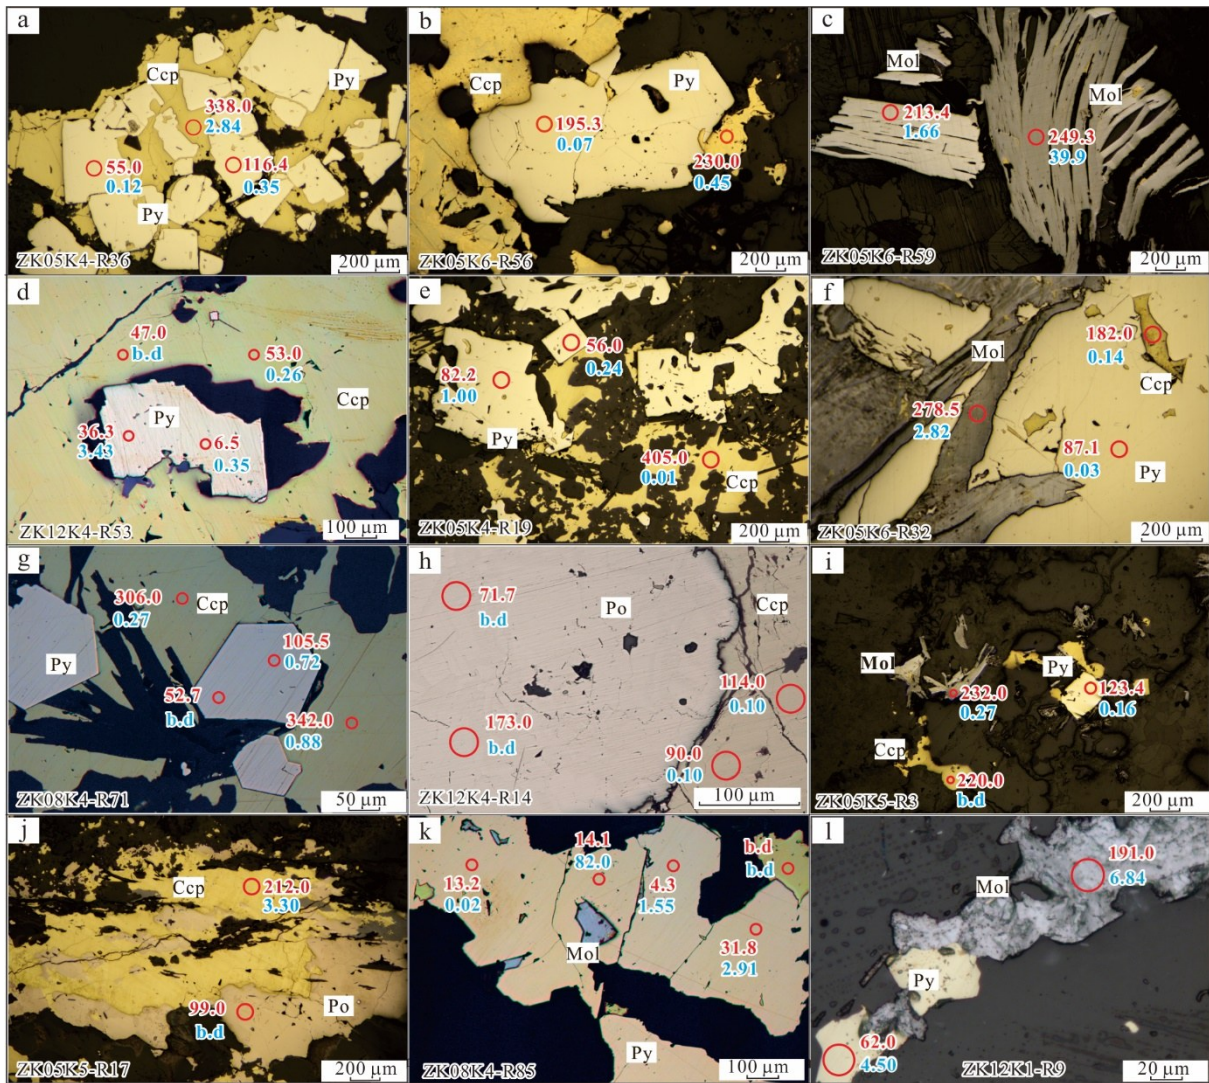 a
Ccp
Py
338.0
2.84
55.0
0.12
116.4
0.35
Py
ZK05K4-R36
200 μm
b
Ccp
Py
195.3
0.07
230.0
0.45
ZK05K6-R56
200 μm
c
Mol
Mol
213.4
1.66
249.3
39.9
ZK05K6-R59
200 μm
d
47.0
b.d
53.0
0.26
Ccp
Py
36.3
3.43
6.5
0.35
ZK12K4-R53
100 μm
e
56.0
0.24
82.2
1.00
Py
405.0
0.01
Ccp
ZK05K4-R19
200 μm
f
182.0
0.14
Mol
Ccp
278.5
2.82
87.1
0.03
Py
ZK05K6-R32
200 μm
g
306.0
0.27
Ccp
Py
105.5
0.72
52.7
b.d
342.0
0.88
ZK08K4-R71
50 μm
h
71.7
b.d
Po
Ccp
114.0
0.10
173.0
b.d
90.0
0.10
ZK12K4-R14
100 μm
i
Mol
Py
232.0
0.27
123.4
0.16
Ccp
220.0
b.d
ZK05K5-R3
200 μm
j
Ccp
212.0
3.30
99.0
b.d
Po
ZK05K5-R17
200 μm
k
14.1
82.0
b.d
b.d
13.2
0.02
4.3
1.55
Mol
31.8
2.91
Py
ZK08K4-R85
100 μm
l
191.0
6.84
Mol
Py
62.0
4.50
ZK12K1-R9
20 μm